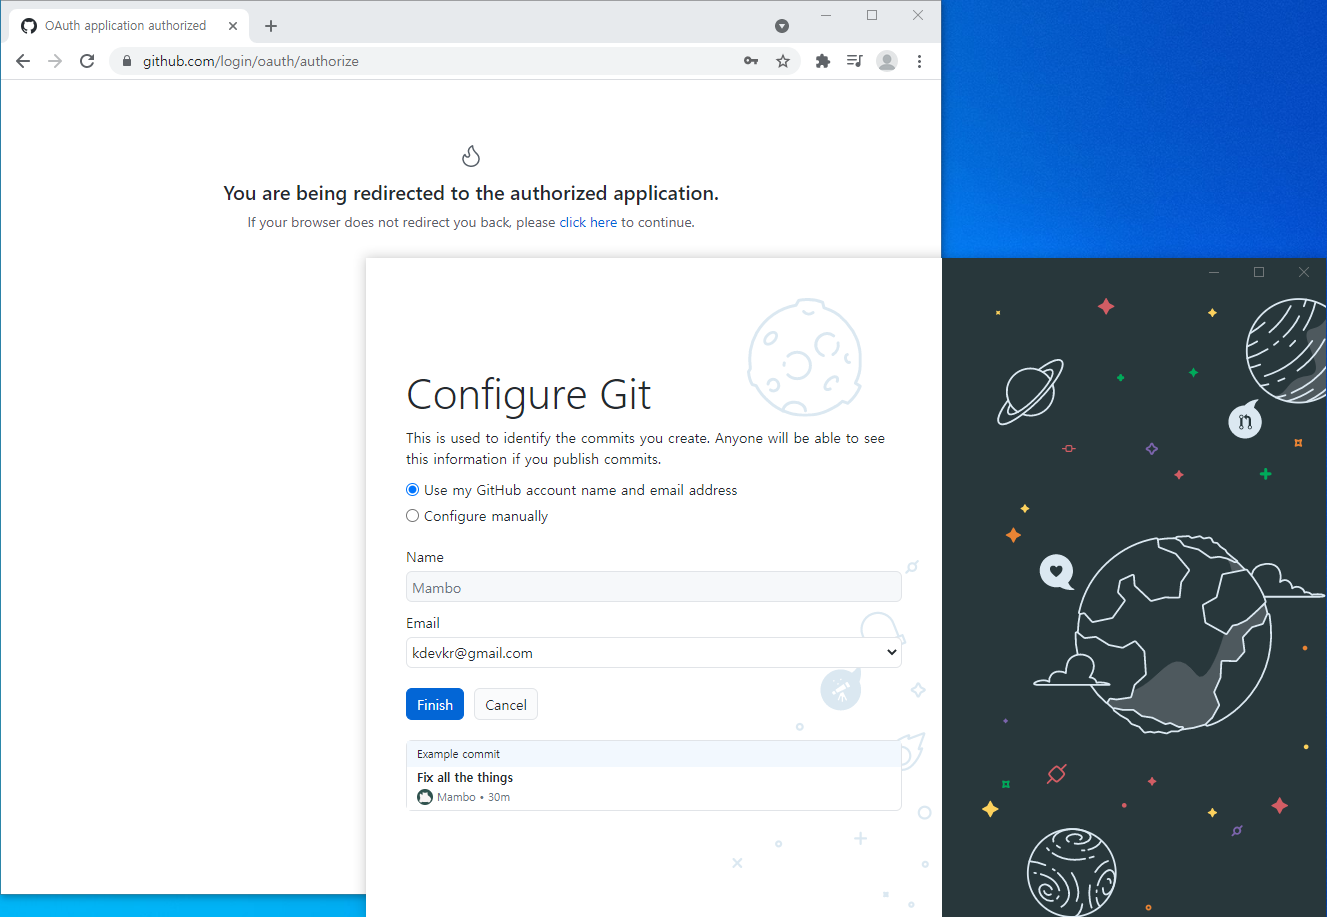 OAuth application authorized
github.com/login/oauth/authorize
You are being redirected to the authorized application.
If your browser does not redirect you back, please click here to continue.
Configure Git
This is used to identify the commits you create. Anyone will be able to see
this information if you publish commits.
Use my GitHub account name and email address
Configure manually
Name
Mambo
Email
kdevkr@gmail.com
Finish
Cancel
Example commit
Fix all the things
Mambo • 30m